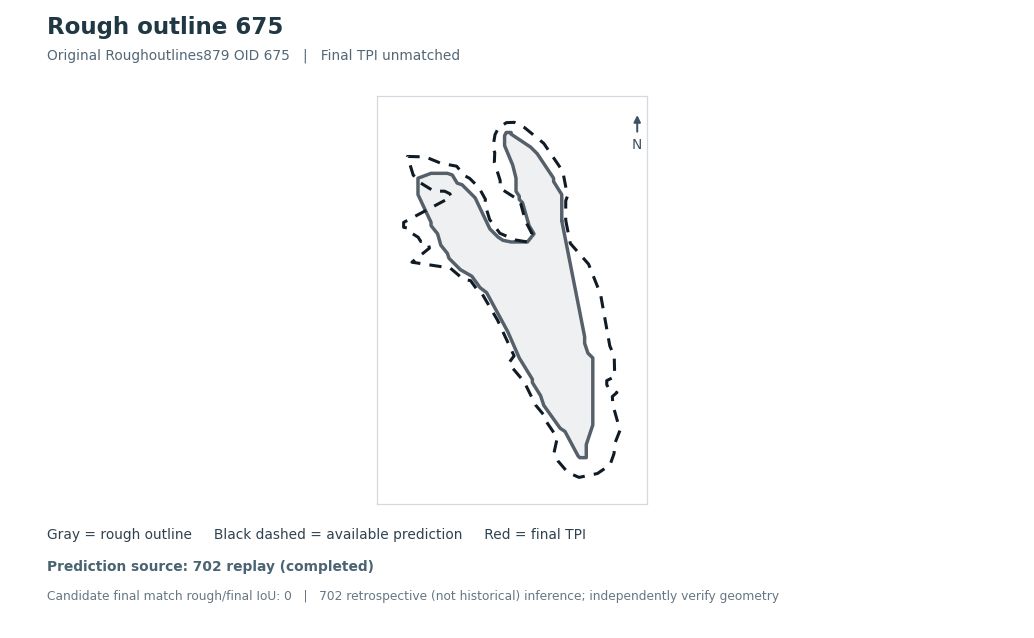 Rough outline 675
Original Roughoutlines879 OID 675   |   Final TPI unmatched
N
Gray = rough outline     Black dashed = available prediction     Red = final TPI
Prediction source: 702 replay (completed)
Candidate final match rough/final IoU: 0   |   702 retrospective (not historical) inference; independently verify geometry